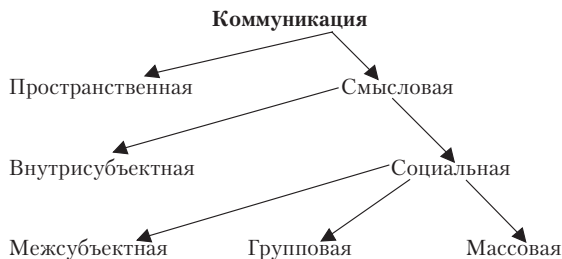 Коммуникация
Пространственная Смысловая
Внутрисубъектная Социальная
Межсубъектная Групповая Массовая